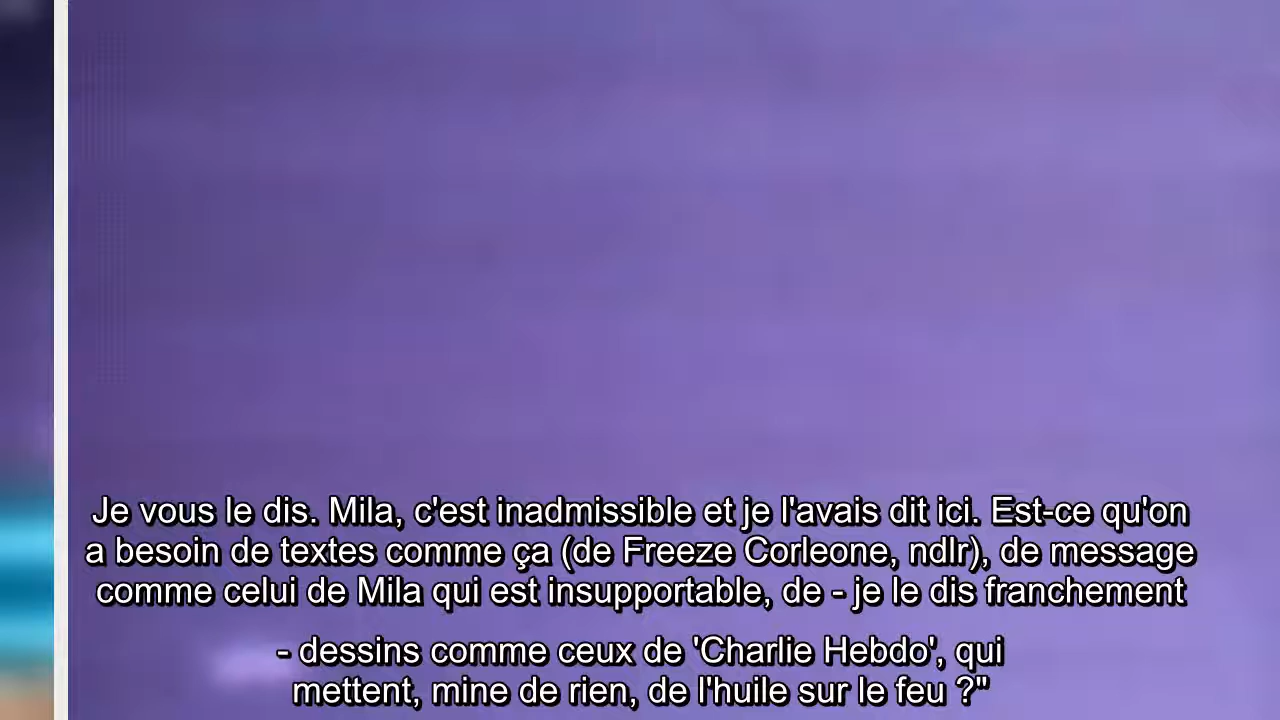 Je vous le dis. Mila, c'est inadmissible et je l'avais dit ici. Est-ce qu'on
a besoin de textes comme ça (de Freeze Corleone, ndlr), de message
comme celui de Mila qui est insupportable, de - je le dis franchement
- dessins comme ceux de 'Charlie Hebdo', qui
mettent, mine de rien, de l'huile sur le feu ?"